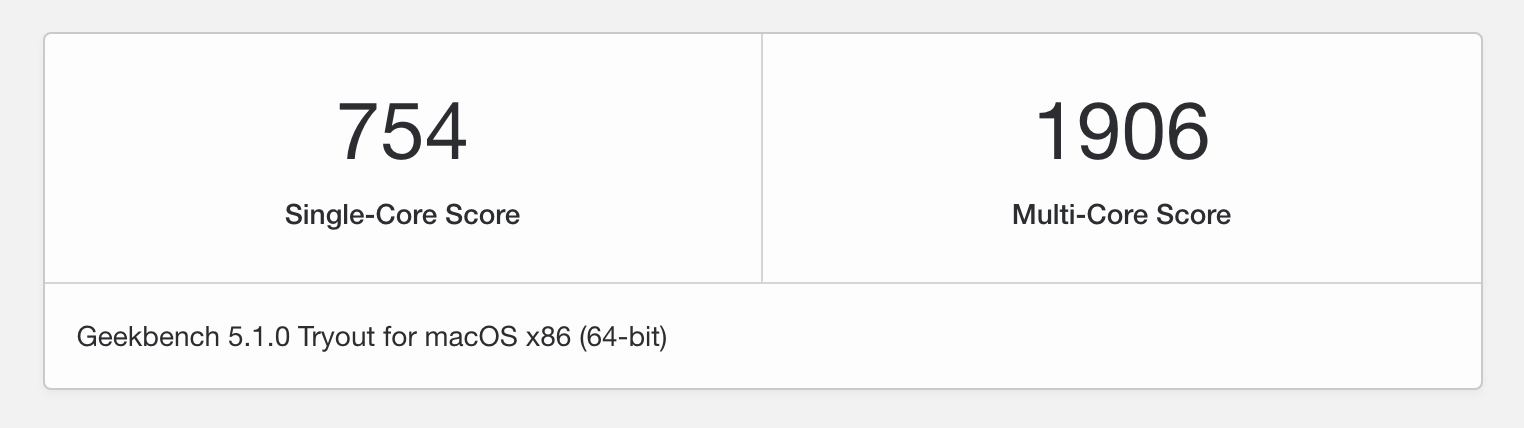 754
Single-Core Score
1906
Multi-Core Score
Geekbench 5.1.0 Tryout for macOS x86 (64-bit)